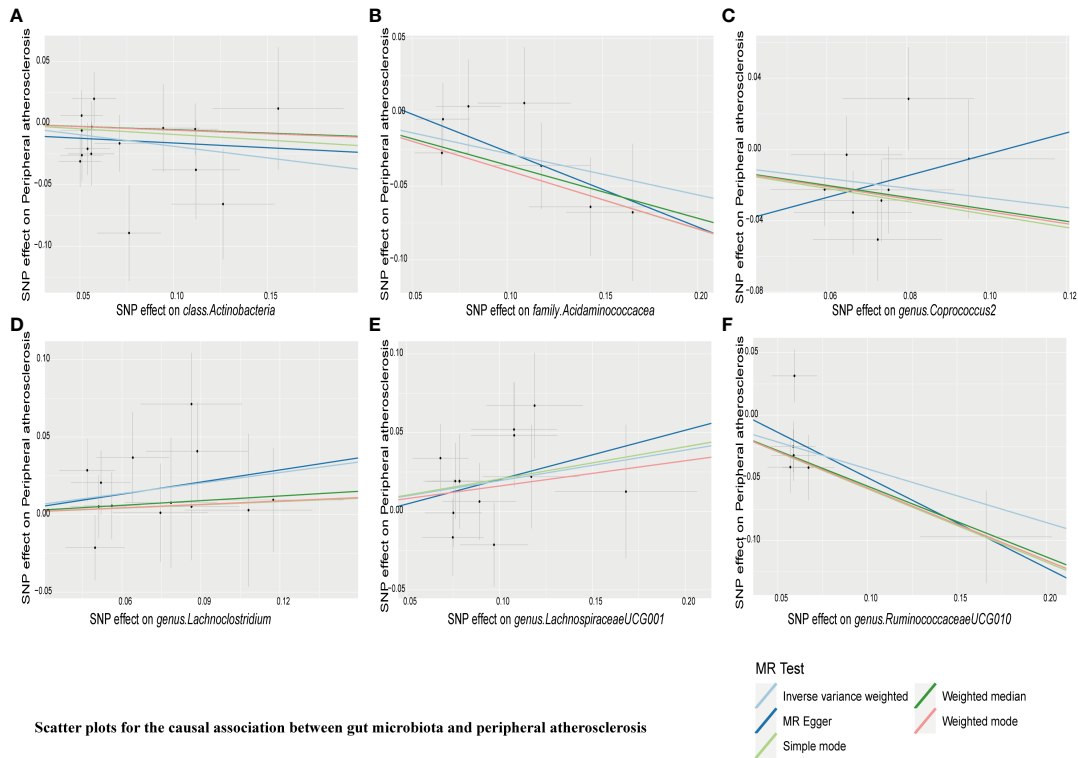 A
SNP effect on Peripheral atherosclerosis
0.05
0.00
−0.05
−0.10
0.05
0.10
0.15
SNP effect on class.Actinobacteria
B
SNP effect on Peripheral atherosclerosis
0.05
0.00
−0.05
−0.10
0.05
0.10
0.15
0.20
SNP effect on family.Acidaminococcacea
C
SNP effect on Peripheral atherosclerosis
0.04
0.00
−0.04
−0.08
0.06
0.08
0.10
0.12
SNP effect on genus.Coprococcus2
D
SNP effect on Peripheral atherosclerosis
0.10
0.05
0.00
−0.05
0.06
0.09
0.12
SNP effect on genus.Lachnoclostridium
E
SNP effect on Peripheral atherosclerosis
0.10
0.05
0.00
−0.05
0.05
0.10
0.15
0.20
SNP effect on genus.LachnospiraceaeUCG001
F
SNP effect on Peripheral atherosclerosis
0.05
0.00
−0.05
−0.10
0.05
0.10
0.15
0.20
SNP effect on genus.RuminococcaceaeUCG010
MR Test
Inverse variance weighted
Weighted median
MR Egger
Weighted mode
Simple mode
Scatter plots for the causal association between gut microbiota and peripheral atherosclerosis